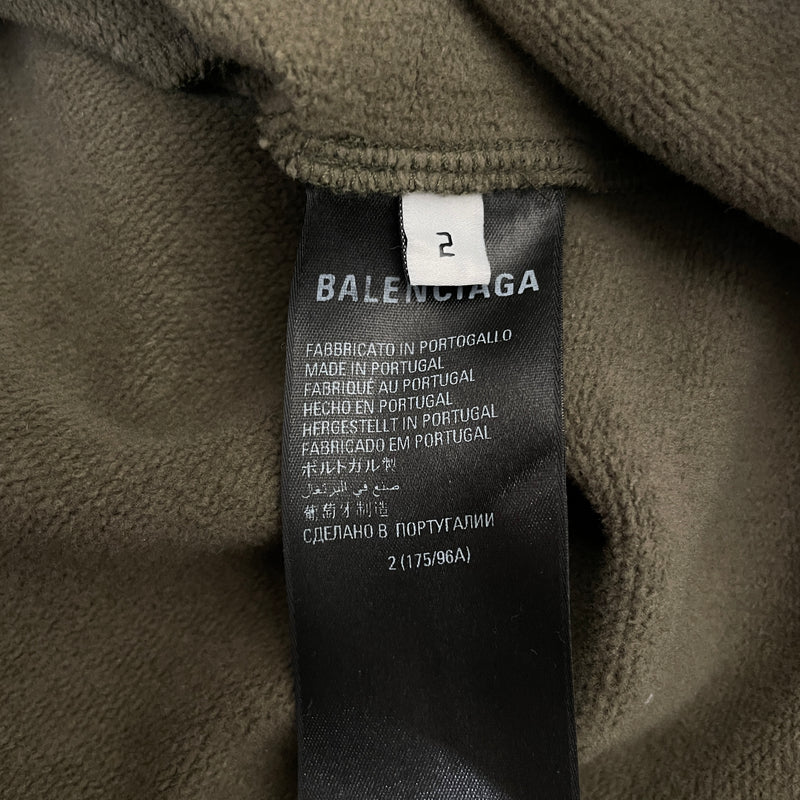 2
BALENCIAGA
FABBRICATO IN PORTOGALLO
MADE IN PORTUGAL
FABRIQUÉ AU PORTUGAL
HECHO EN PORTUGAL
HERGESTELLT IN PORTUGAL
FABRICADO EM PORTUGAL
ポルトガル製
صنع في البرتغال
葡萄牙制造
СДЕЛАНО В ПОРТУГАЛИИ
2 (175/96A)